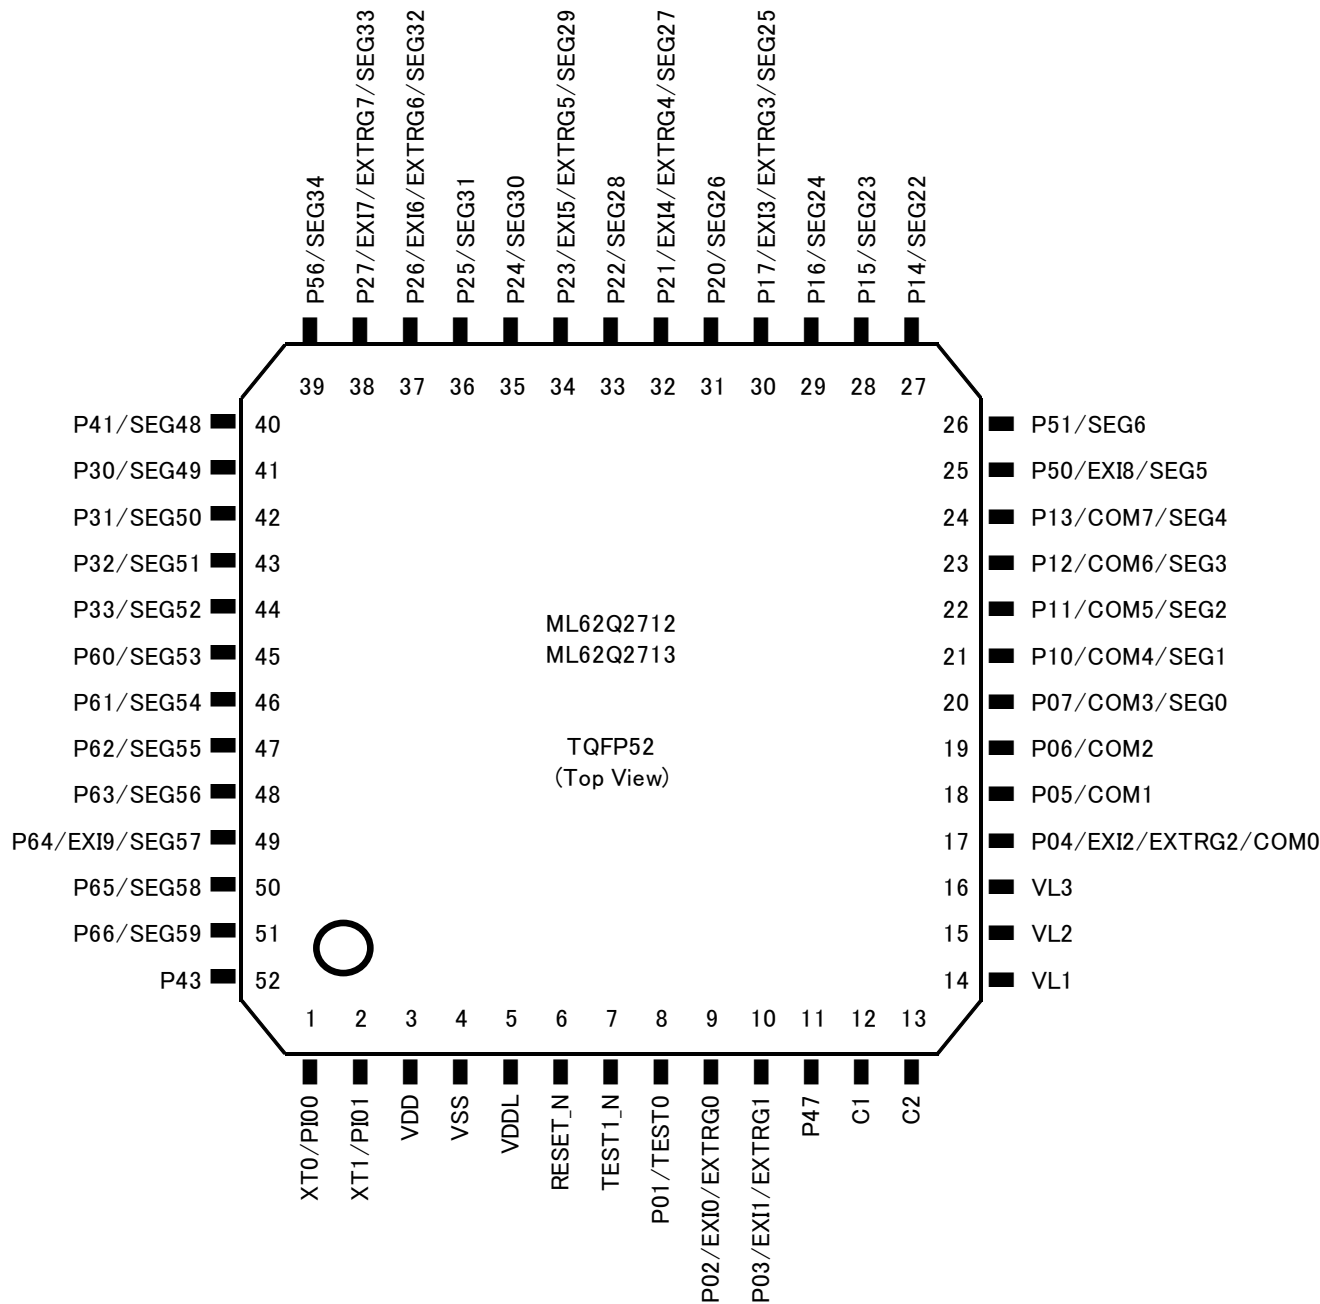 P56/SEG34
P27/EXI7/EXTRG7/SEG33
P26/EXI6/EXTRG6/SEG32
P25/SEG31
P24/SEG30
P23/EXI5/EXTRG5/SEG29
P22/SEG28
P21/EXI4/EXTRG4/SEG27
P20/SEG26
P17/EXI3/EXTRG3/SEG25
P16/SEG24
P15/SEG23
P14/SEG22
39 38 37 36 35 34 33 32 31 30 29 28 27
P41/SEG48 40
P30/SEG49 41
P31/SEG50 42
P32/SEG51 43
P33/SEG52 44
P60/SEG53 45
P61/SEG54 46
P62/SEG55 47
P63/SEG56 48
P64/EXI9/SEG57 49
P65/SEG58 50
P66/SEG59 51
P43 52
ML62Q2712
ML62Q2713
TQFP52
(Top View)
26 P51/SEG6
25 P50/EXI8/SEG5
24 P13/COM7/SEG4
23 P12/COM6/SEG3
22 P11/COM5/SEG2
21 P10/COM4/SEG1
20 P07/COM3/SEG0
19 P06/COM2
18 P05/COM1
17 P04/EXI2/EXTRG2/COM0
16 VL3
15 VL2
14 VL1
1 2 3 4 5 6 7 8 9 10 11 12 13
XT0/PI00
XT1/PI01
VDD
VSS
VDDL
RESET_N
TEST1_N
P01/TEST0
P02/EXI0/EXTRG0
P03/EXI1/EXTRG1
P47
C1
C2